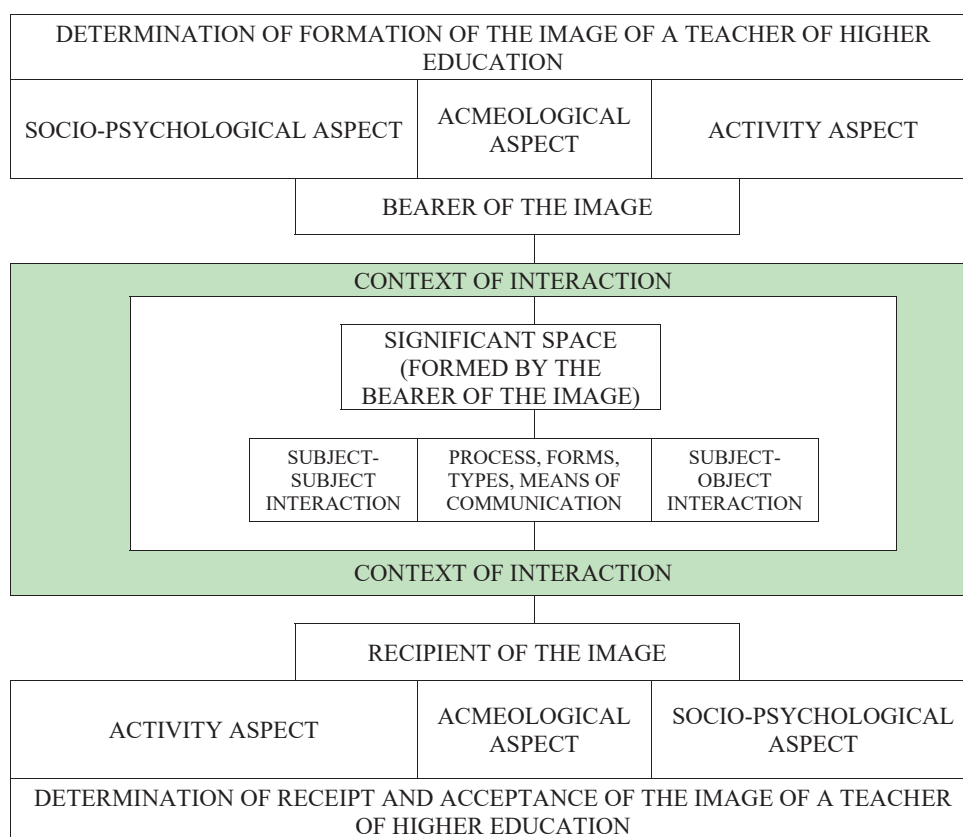 DETERMINATION OF FORMATION OF THE IMAGE OF A TEACHER OF HIGHER
EDUCATION
SOCIO-PSYCHOLOGICAL ASPECT
ACMEOLOGICAL
ASPECT
ACTIVITY ASPECT
BEARER OF THE IMAGE
CONTEXT OF INTERACTION
SIGNIFICANT SPACE
(FORMED BY THE
BEARER OF THE IMAGE)
SUBJECT-
SUBJECT
INTERACTION
PROCESS, FORMS,
TYPES, MEANS OF
COMMUNICATION
SUBJECT-
OBJECT
INTERACTION
CONTEXT OF INTERACTION
RECIPIENT OF THE IMAGE
ACTIVITY ASPECT
ACMEOLOGICAL
ASPECT
SOCIO-PSYCHOLOGICAL
ASPECT
DETERMINATION OF RECEIPT AND ACCEPTANCE OF THE IMAGE OF A TEACHER
OF HIGHER EDUCATION